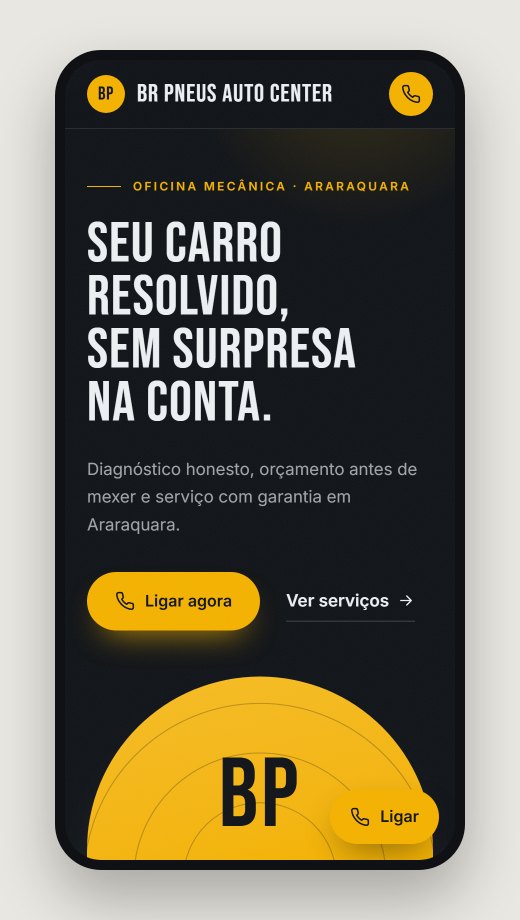 BP
BR PNEUS AUTO CENTER
OFICINA MECÂNICA · ARARAQUARA
SEU CARRO
RESOLVIDO,
SEM SURPRESA
NA CONTA.
Diagnóstico honesto, orçamento antes de
mexer e serviço com garantia em
Araraquara.
Ligar agora
Ver serviços →
BP
Ligar